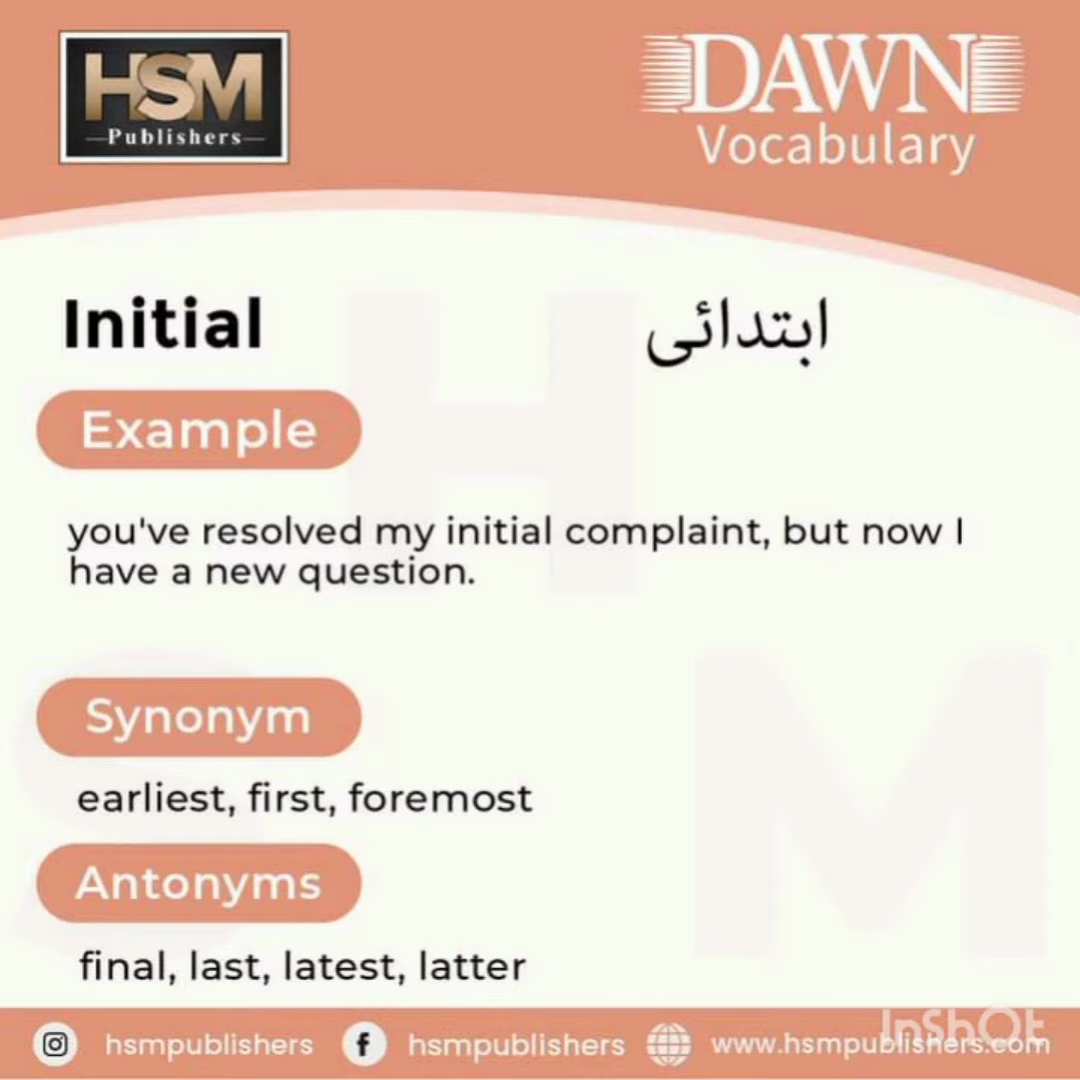 HSM
Publishers
DAWN
Vocabulary
Initial
ابتدائی
Example
you've resolved my initial complaint, but now I
have a new question.
Synonym
earliest, first, foremost
Antonyms
final, last, latest, latter
hsmpublishers
hsmpublishers
www.hsmpublishers.com
InShOt